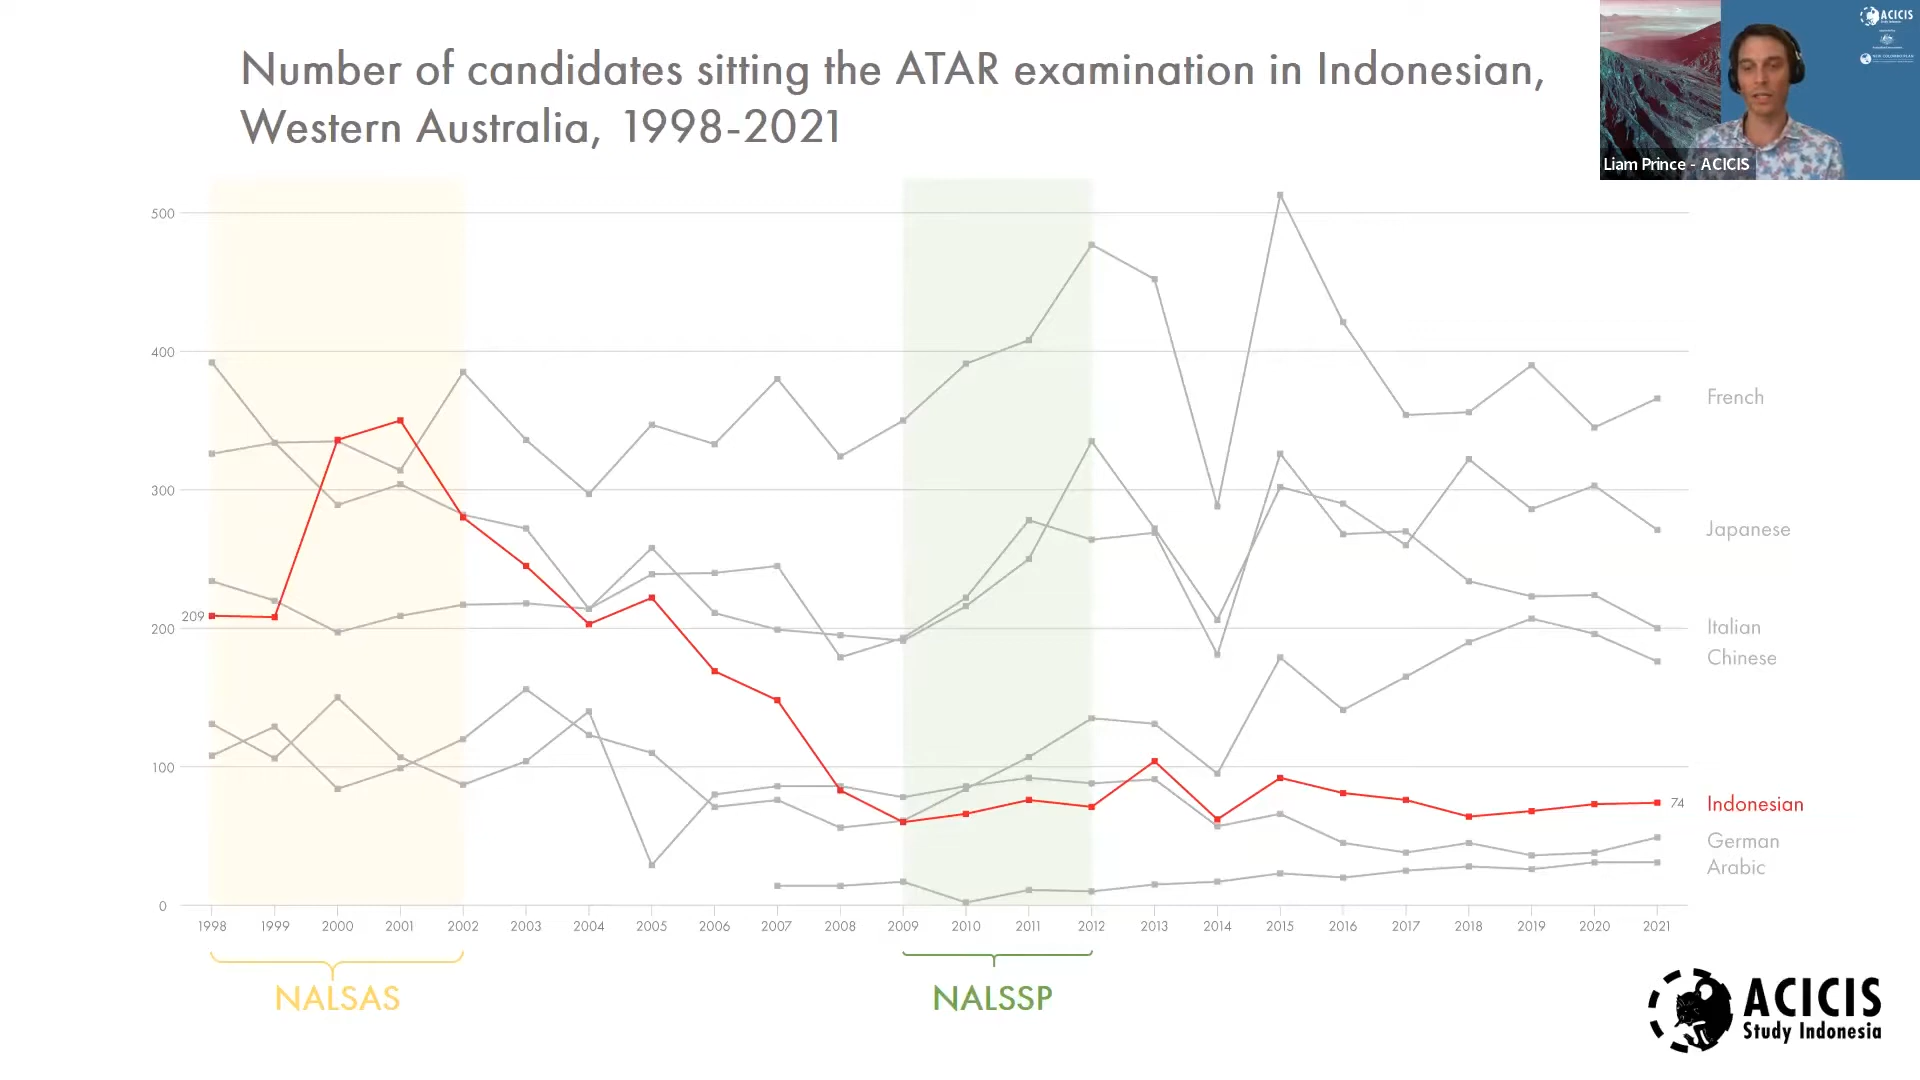 Number of candidates sitting the ATAR examination in Indonesian,
Western Australia, 1998-2021
ACICIS
Liam Prince - ACICIS
500
400
300
200
100
0
209
74
French
Japanese
Italian
Chinese
Indonesian
German
Arabic
1998 1999 2000 2001 2002 2003 2004 2005 2006 2007 2008 2009 2010 2011 2012 2013 2014 2015 2016 2017 2018 2019 2020 2021
NALSAS
NALSSP
ACICIS
Study Indonesia